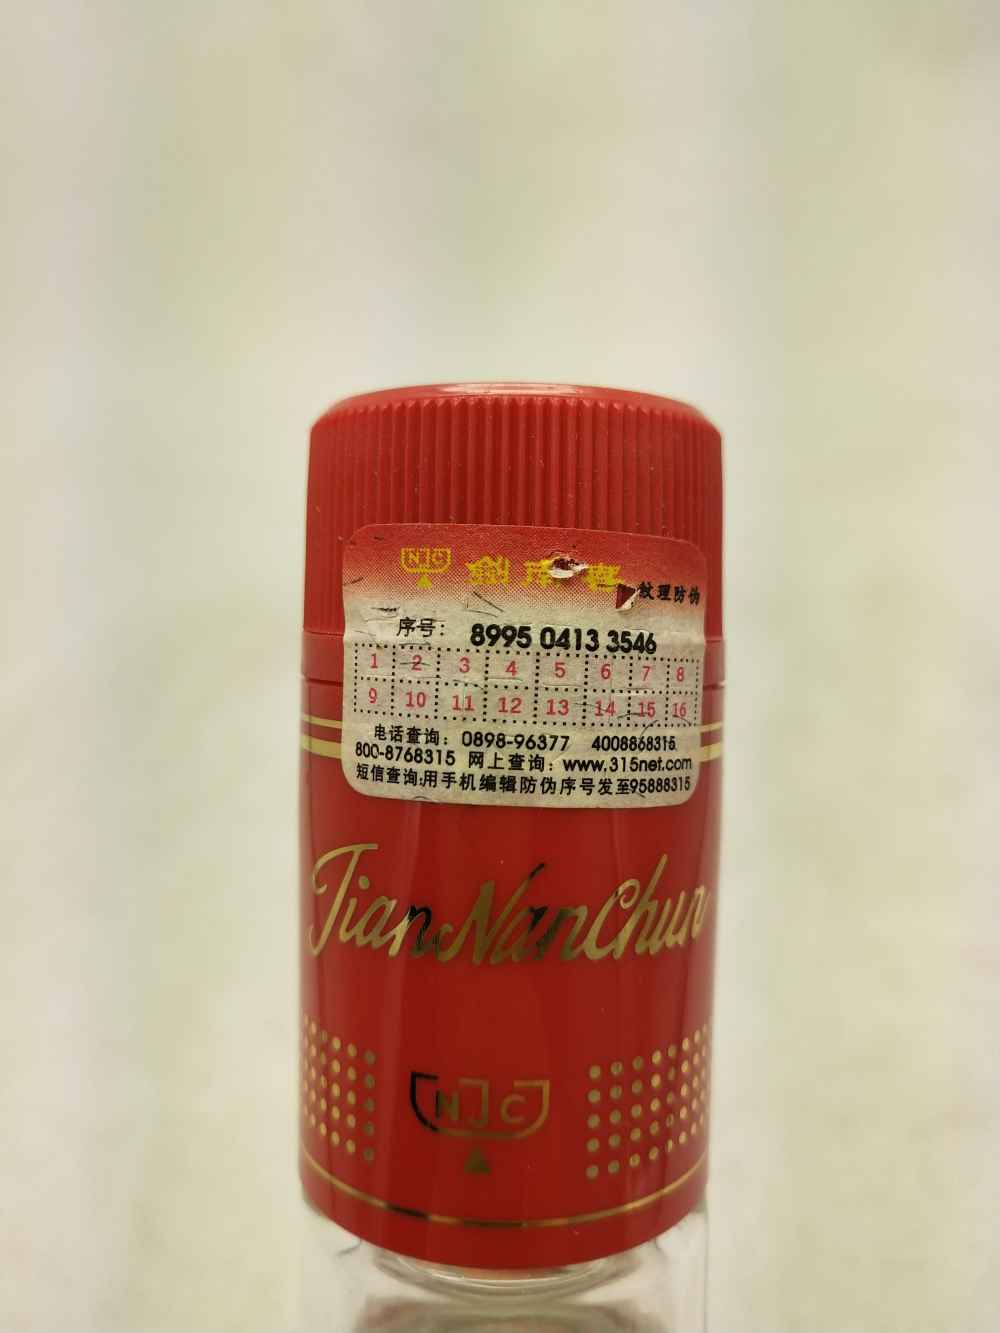 NJC 剑南春
纹理防伪
序号： 8995 0413 3546
1 2 3 4 5 6 7 8
9 10 11 12 13 14 15 16
电话查询：0898-96377 4008868315
800-8768315 网上查询：www.315net.com
短信查询:用手机编辑防伪序号发至95888315
JianNanChun
NJC